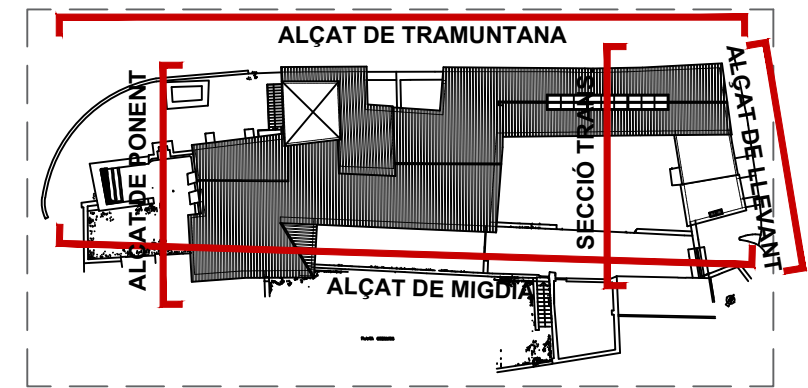 ALÇAT DE TRAMUNTANA
ALÇAT DE PONENT
SECCIÓ TRANS
ALÇAT DE LLEVANT
ALÇAT DE MIGDIA